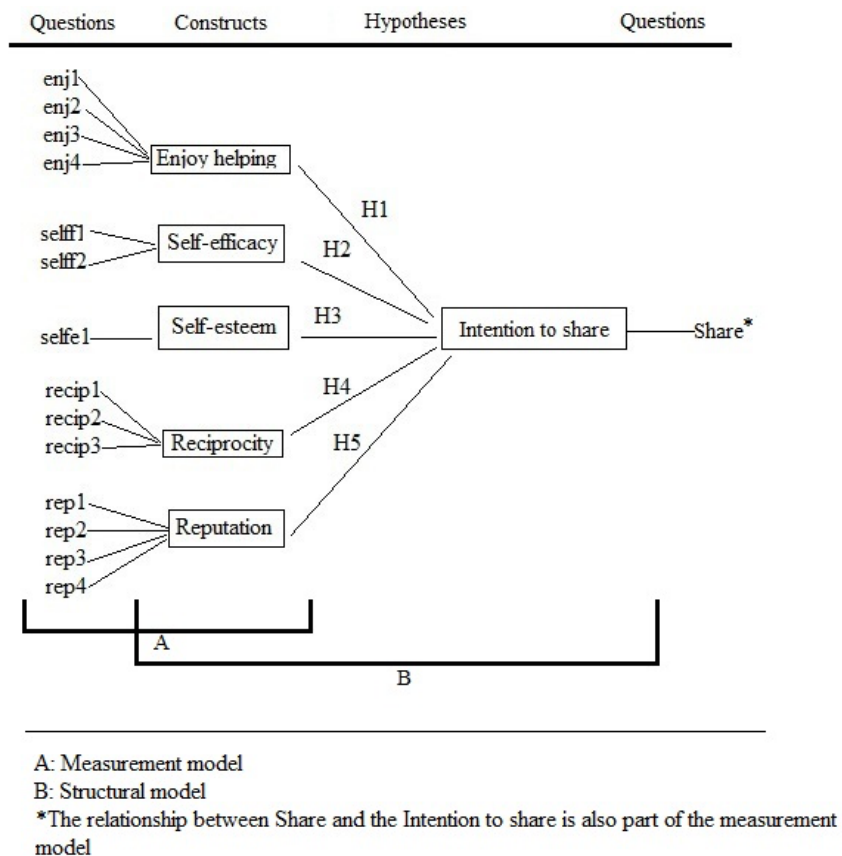 Questions Constructs Hypotheses Questions
enj1
enj2
enj3
enj4
Enjoy helping
H1
selff1
selff2
Self-efficacy
H2
selfe1
Self-esteem
H3
Intention to share
Share*
recip1
recip2
recip3
Reciprocity
H4
rep1
rep2
rep3
rep4
Reputation
H5
A
B
A: Measurement model
B: Structural model
*The relationship between Share and the Intention to share is also part of the measurement
model